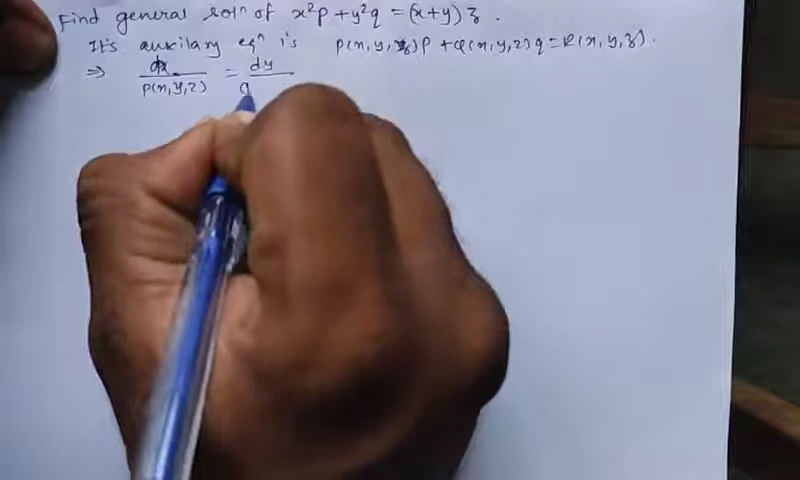 Find general solⁿ of x²p + y²q = (x+y) z .
It's auxilary eqⁿ is P(x, y, z) p + Q(x, y, z) q = R(x, y, z) .
⇒ dx / P(x, y, z) = dy / Q